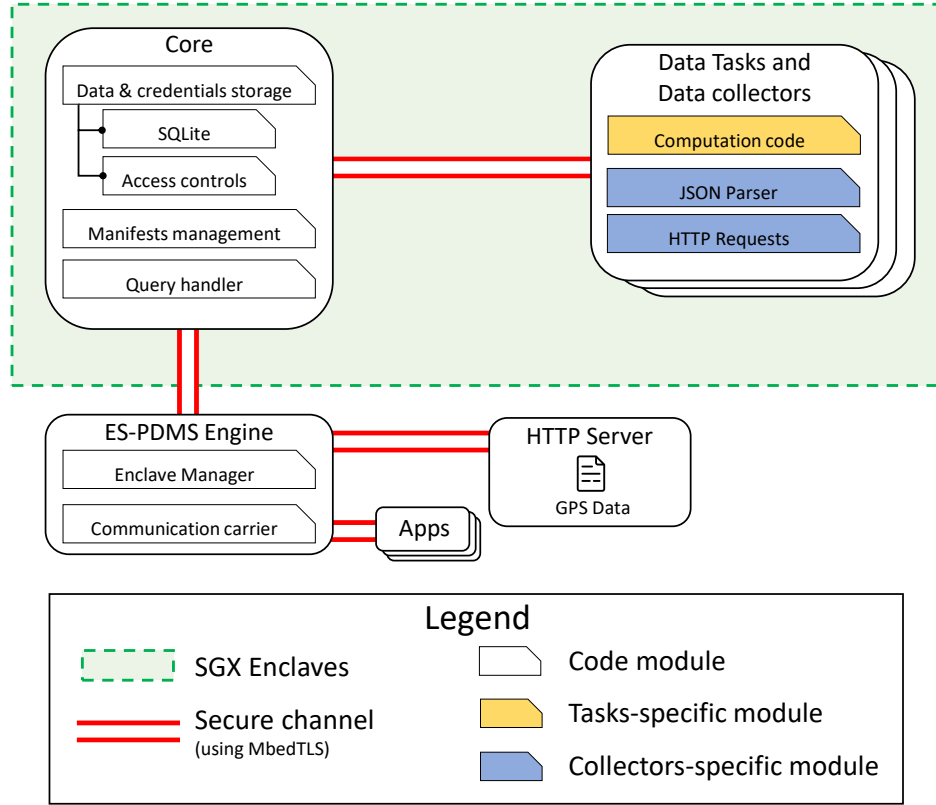 Core
Data & credentials storage
SQLite
Access controls
Manifests management
Query handler
Data Tasks and
Data collectors
Computation code
JSON Parser
HTTP Requests
ES-PDMS Engine
Enclave Manager
Communication carrier
HTTP Server
GPS Data
Apps
Legend
SGX Enclaves
Secure channel
(using MbedTLS)
Code module
Tasks-specific module
Collectors-specific module